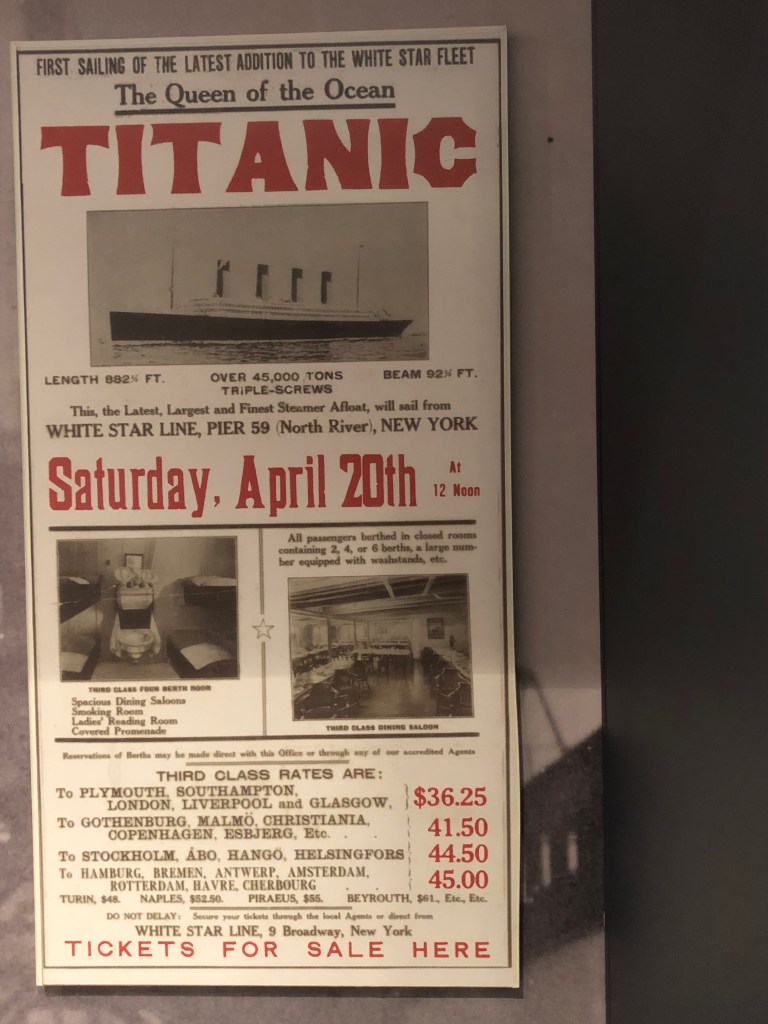 FIRST SAILING OF THE LATEST ADDITION TO THE WHITE STAR FLEET
The Queen of the Ocean
TITANIC
LENGTH 882¾ FT. OVER 45,000 TONS BEAM 92½ FT.
TRIPLE-SCREWS
This, the Latest, Largest and Finest Steamer Afloat, will sail from
WHITE STAR LINE, PIER 59 (North River), NEW YORK
Saturday, April 20th At
12 Noon
All passengers berthed in closed rooms
containing 2, 4, or 6 berths, a large num-
ber equipped with washstands, etc.
THIRD CLASS FOUR BERTH ROOM
Spacious Dining Saloons
Smoking Room
Ladies' Reading Room
Covered Promenade
THIRD CLASS DINING SALOON
Reservations of Berths may be made direct with this Office or through any of our accredited Agents
THIRD CLASS RATES ARE:
To PLYMOUTH, SOUTHAMPTON,
LONDON, LIVERPOOL and GLASGOW, $36.25
To GOTHENBURG, MALMÖ, CHRISTIANIA,
COPENHAGEN, ESBJERG, Etc. 41.50
To STOCKHOLM, ÅBO, HANGÖ, HELSINGFORS 44.50
To HAMBURG, BREMEN, ANTWERP, AMSTERDAM,
ROTTERDAM, HAVRE, CHERBOURG 45.00
TURIN, $48. NAPLES, $52.50. PIRAEUS, $55. BEYROUTH, $61., Etc., Etc.
DO NOT DELAY: Secure your tickets through the local Agents or direct from
WHITE STAR LINE, 9 Broadway, New York
TICKETS FOR SALE HERE